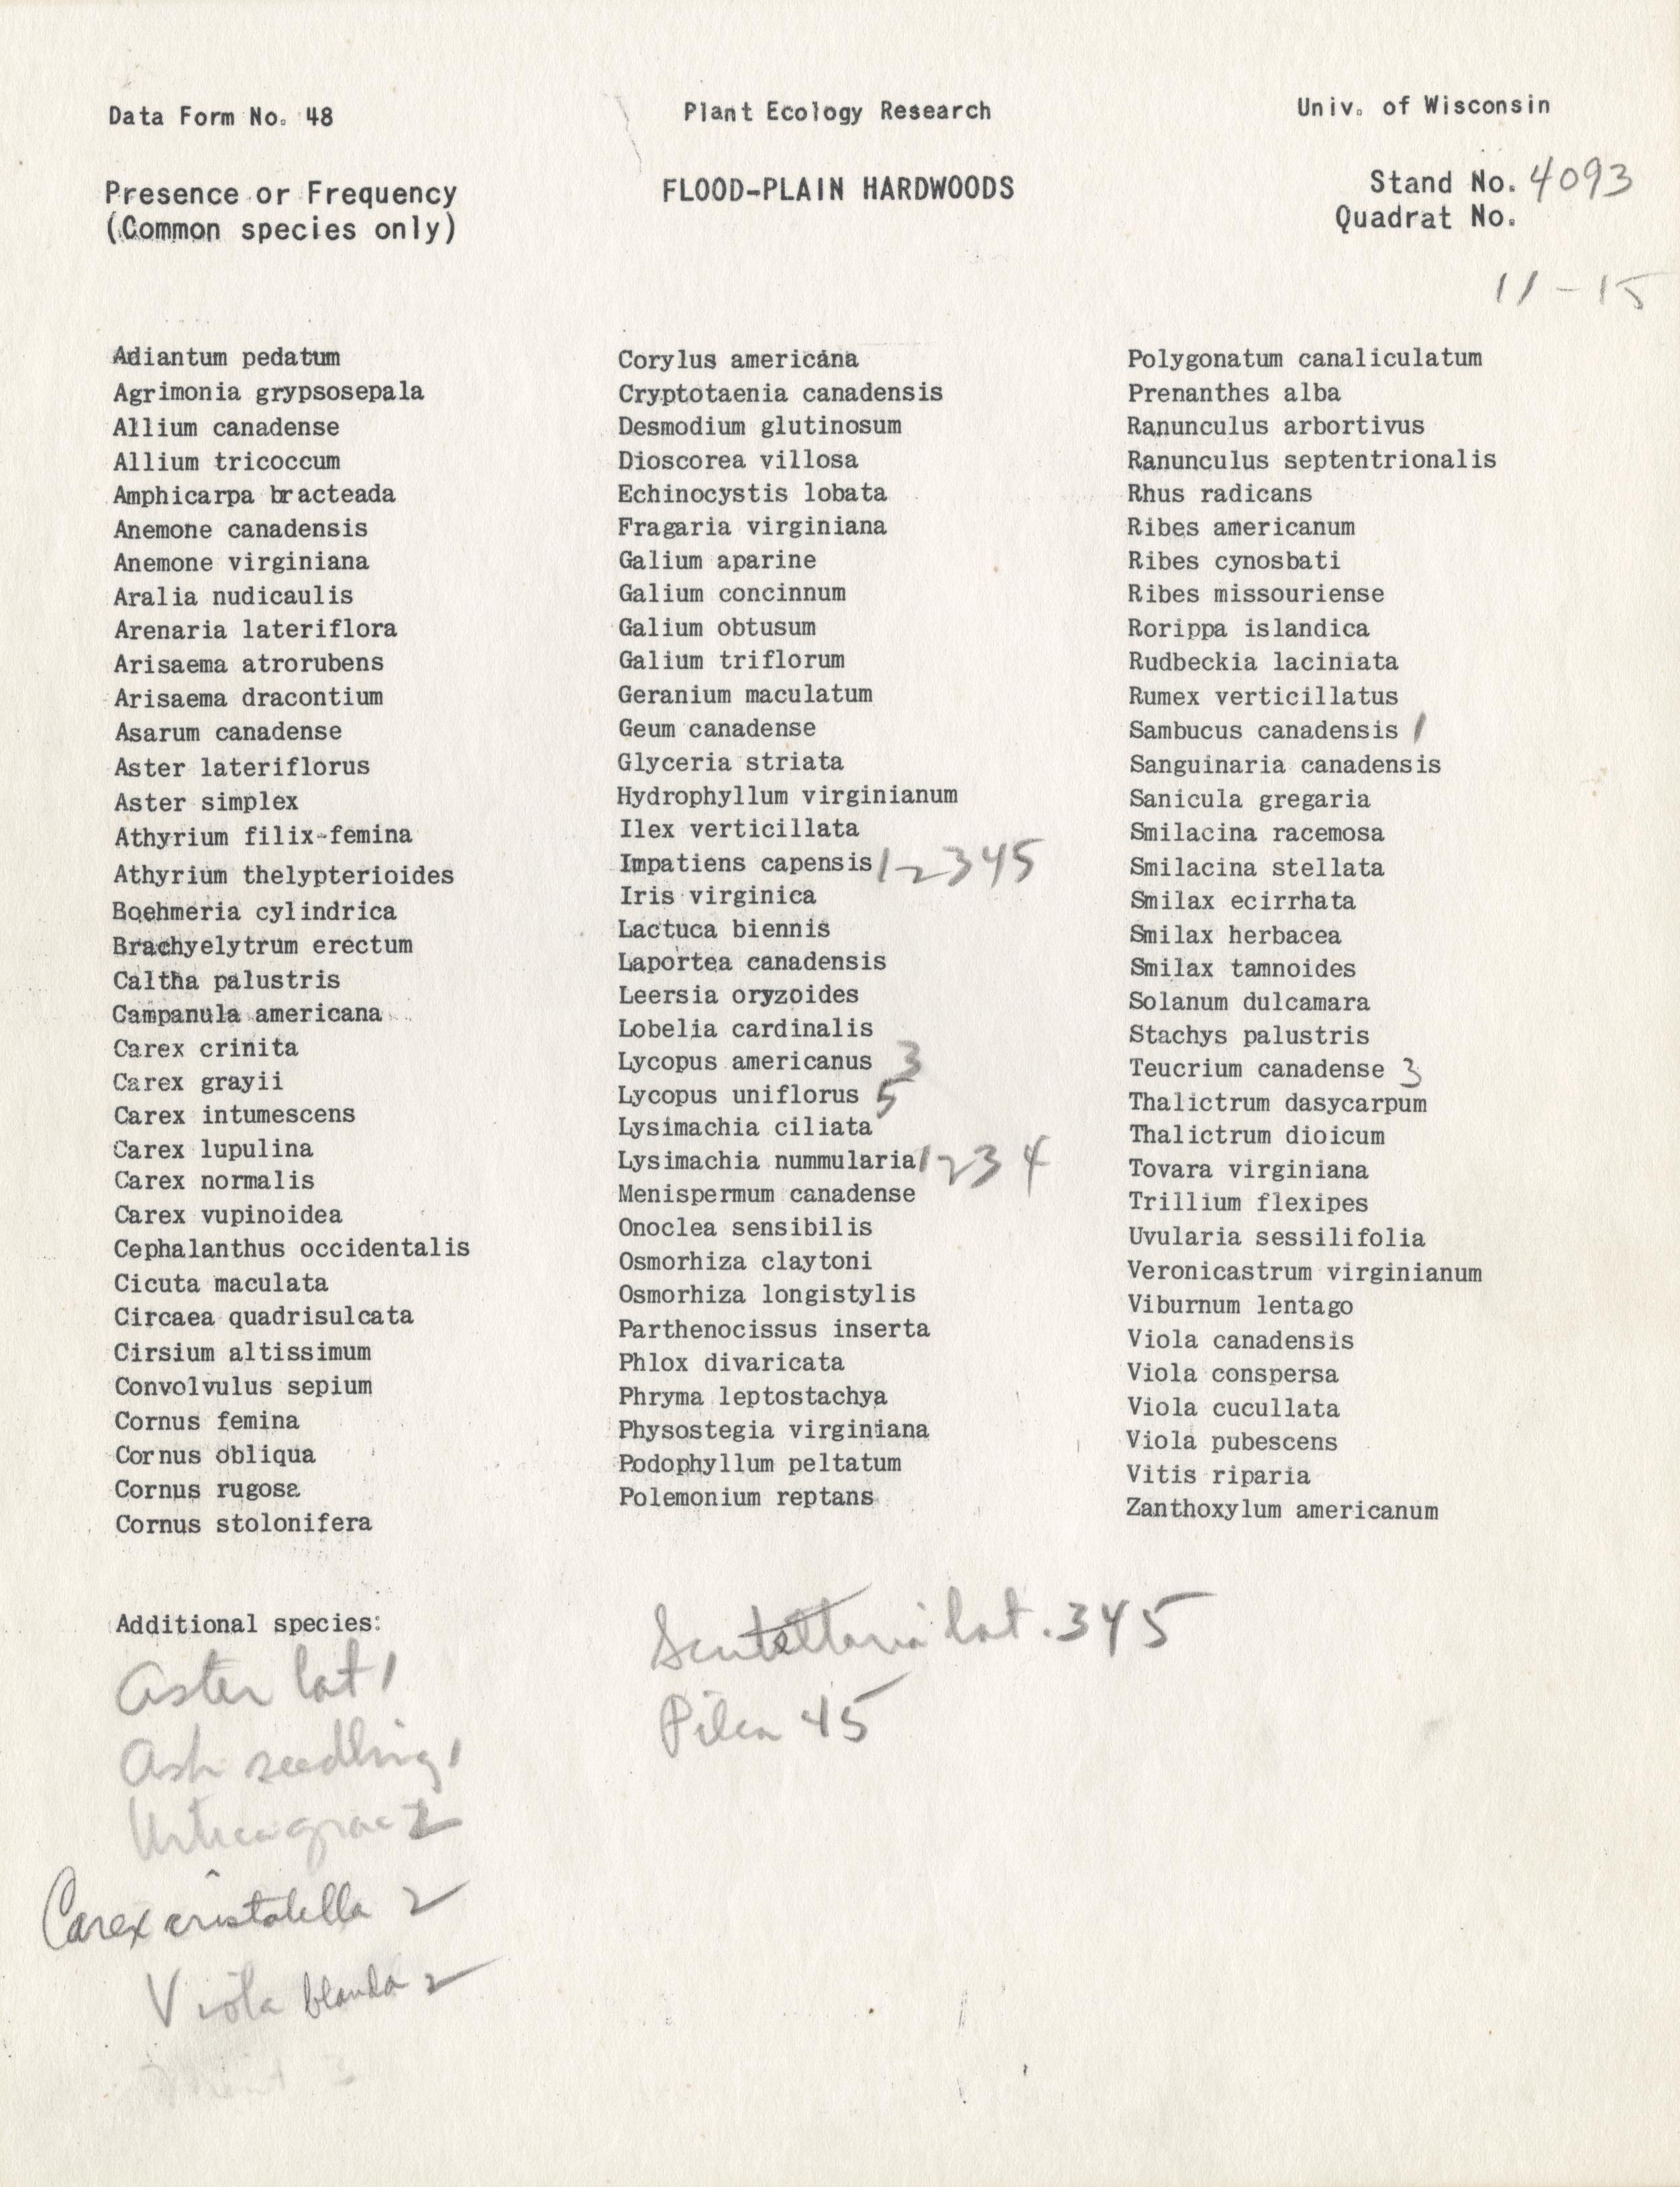 Data Form No. 48
Plant Ecology Research
Univ. of Wisconsin
Presence or Frequency
(Common species only)
FLOOD-PLAIN HARDWOODS
Stand No. 4093
Quadrat No.
11-15
Adiantum pedatum
Agrimonia grypsosepala
Allium canadense
Allium tricoccum
Amphicarpa bracteada
Anemone canadensis
Anemone virginiana
Aralia nudicaulis
Arenaria lateriflora
Arisaema atrorubens
Arisaema dracontium
Asarum canadense
Aster lateriflorus
Aster simplex
Athyrium filix-femina
Athyrium thelypterioides
Boehmeria cylindrica
Brachyelytrum erectum
Caltha palustris
Campanula americana
Carex crinita
Carex grayii
Carex intumescens
Carex lupulina
Carex normalis
Carex vupinoidea
Cephalanthus occidentalis
Cicuta maculata
Circaea quadrisulcata
Cirsium altissimum
Convolvulus sepium
Cornus femina
Cornus obliqua
Cornus rugosa
Cornus stolonifera
Corylus americana
Cryptotaenia canadensis
Desmodium glutinosum
Dioscorea villosa
Echinocystis lobata
Fragaria virginiana
Galium aparine
Galium concinnum
Galium obtusum
Galium triflorum
Geranium maculatum
Geum canadense
Glyceria striata
Hydrophyllum virginianum
Ilex verticillata
Impatiens capensis 12345
Iris virginica
Lactuca biennis
Laportea canadensis
Leersia oryzoides
Lobelia cardinalis
Lycopus americanus 3
Lycopus uniflorus 5
Lysimachia ciliata
Lysimachia nummularia 123 4
Menispermum canadense
Onoclea sensibilis
Osmorhiza claytoni
Osmorhiza longistylis
Parthenocissus inserta
Phlox divaricata
Phryma leptostachya
Physostegia virginiana
Podophyllum peltatum
Polemonium reptans
Polygonatum canaliculatum
Prenanthes alba
Ranunculus arbortivus
Ranunculus septentrionalis
Rhus radicans
Ribes americanum
Ribes cynosbati
Ribes missouriense
Rorippa islandica
Rudbeckia laciniata
Rumex verticillatus
Sambucus canadensis 1
Sanguinaria canadensis
Sanicula gregaria
Smilacina racemosa
Smilacina stellata
Smilax ecirrhata
Smilax herbacea
Smilax tamnoides
Solanum dulcamara
Stachys palustris
Teucrium canadense 3
Thalictrum dasycarpum
Thalictrum dioicum
Tovara virginiana
Trillium flexipes
Uvularia sessilifolia
Veronicastrum virginianum
Viburnum lentago
Viola canadensis
Viola conspersa
Viola cucullata
Viola pubescens
Vitis riparia
Zanthoxylum americanum
Additional species:
Aster lat 1
Ash seedling 1
Urtica grac 2
Carex cristatella 2
Viola blanda 2
Mint 3
Scutellaria lat. 345
Pilea 45